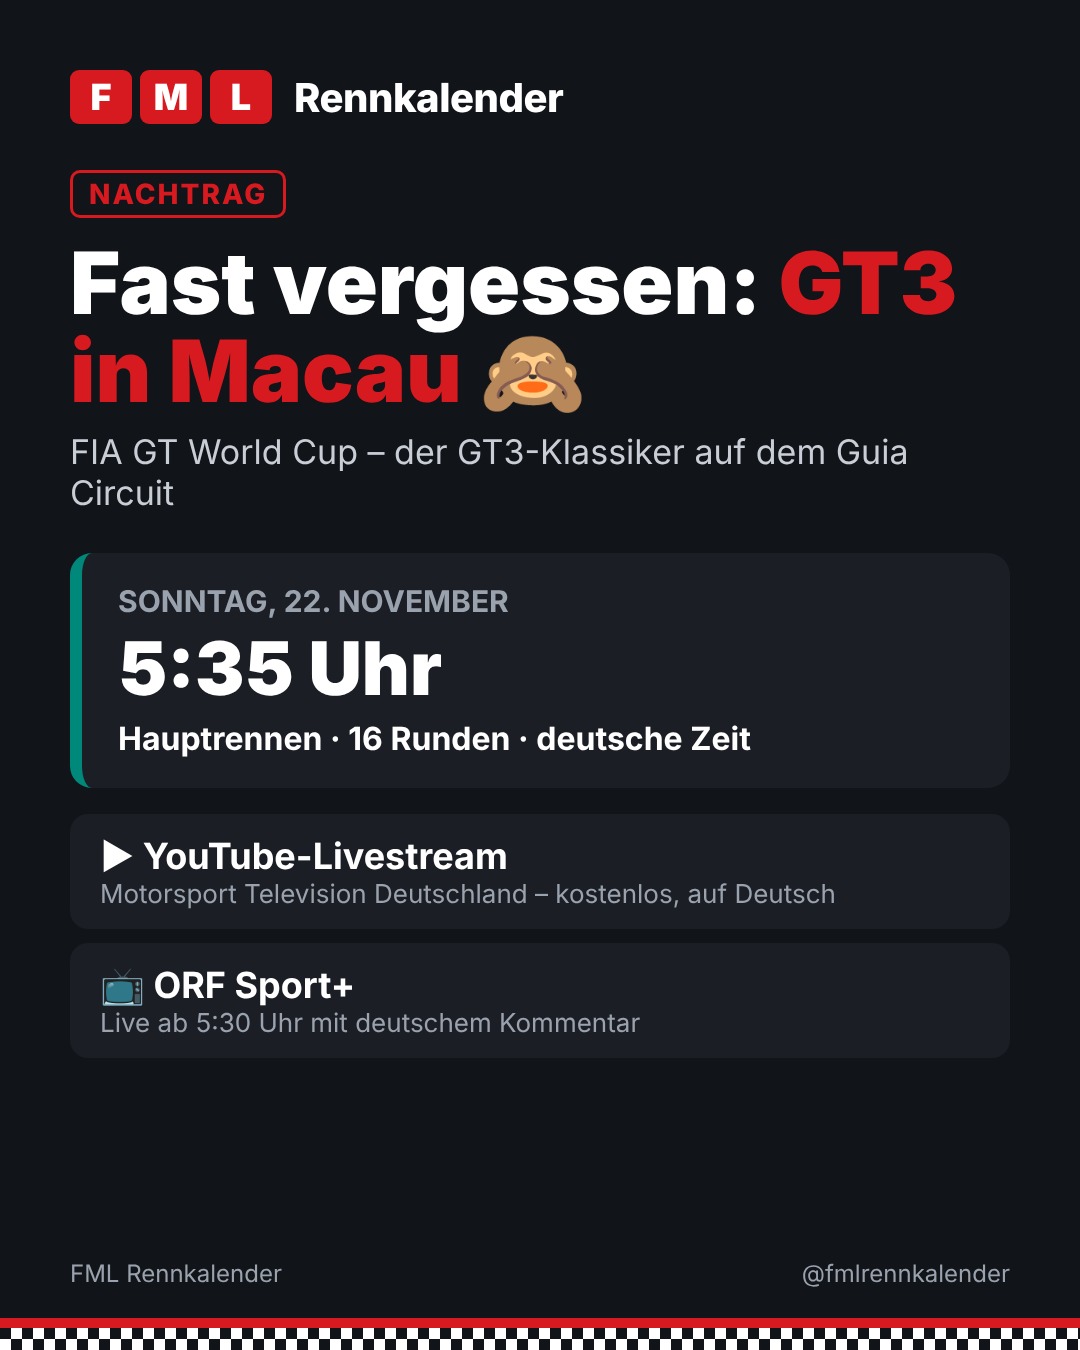 F M L Rennkalender
NACHTRAG
Fast vergessen: GT3
in Macau 🙈
FIA GT World Cup – der GT3-Klassiker auf dem Guia
Circuit
SONNTAG, 22. NOVEMBER
5:35 Uhr
Hauptrennen · 16 Runden · deutsche Zeit
▶ YouTube-Livestream
Motorsport Television Deutschland – kostenlos, auf Deutsch
📺 ORF Sport+
Live ab 5:30 Uhr mit deutschem Kommentar
FML Rennkalender
@fmlrennkalender